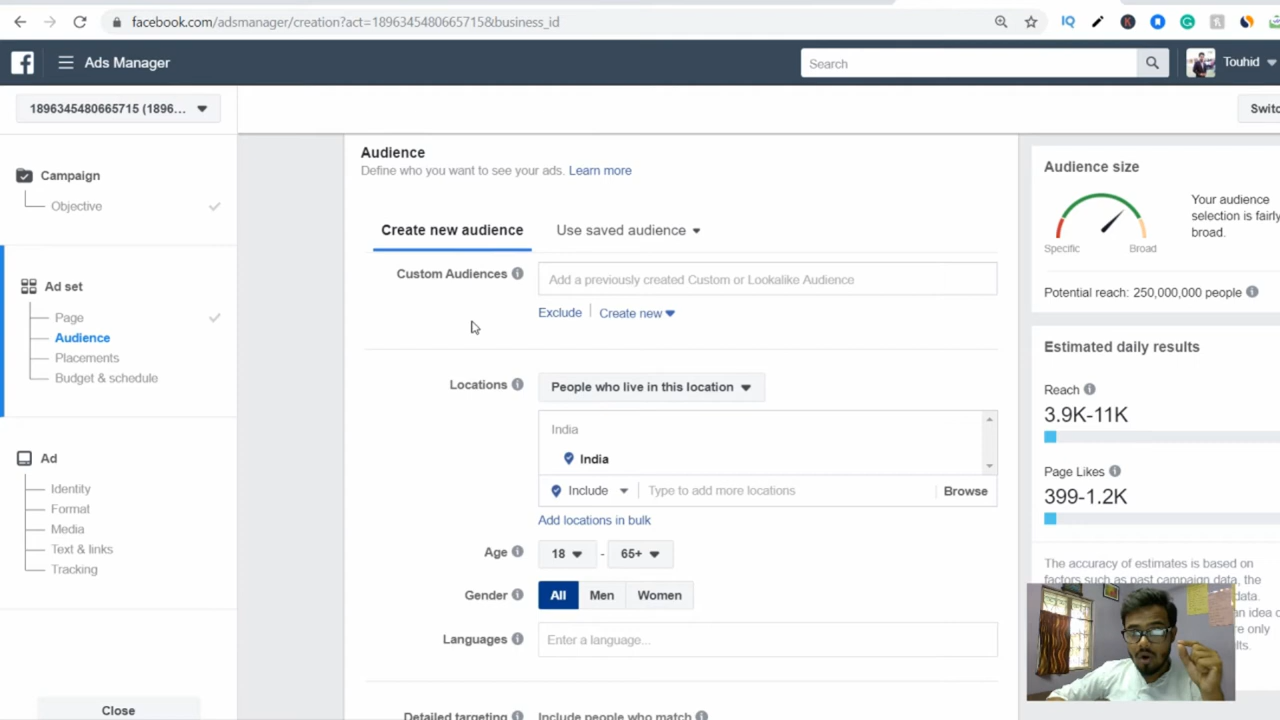 facebook.com/adsmanager/creation?act=1896345480665715&business_id
Ads Manager
Search
Touhid
1896345480665715 (1896...
Switc
Campaign
Objective
Ad set
Page
Audience
Placements
Budget & schedule
Ad
Identity
Format
Media
Text & links
Tracking
Close
Audience
Define who you want to see your ads. Learn more
Create new audience
Use saved audience
Custom Audiences
Add a previously created Custom or Lookalike Audience
Exclude
Create new
Locations
People who live in this location
India
India
Include
Type to add more locations
Browse
Add locations in bulk
Age
18 - 65+
Gender
All Men Women
Languages
Enter a language...
Detailed targeting
Include people who match
Audience size
Specific
Broad
Your audience
selection is fairly
broad.
Potential reach: 250,000,000 people
Estimated daily results
Reach
3.9K-11K
Page Likes
399-1.2K
The accuracy of estimates is based on
factors such as past campaign data, the
data.
an idea
re only
lts.